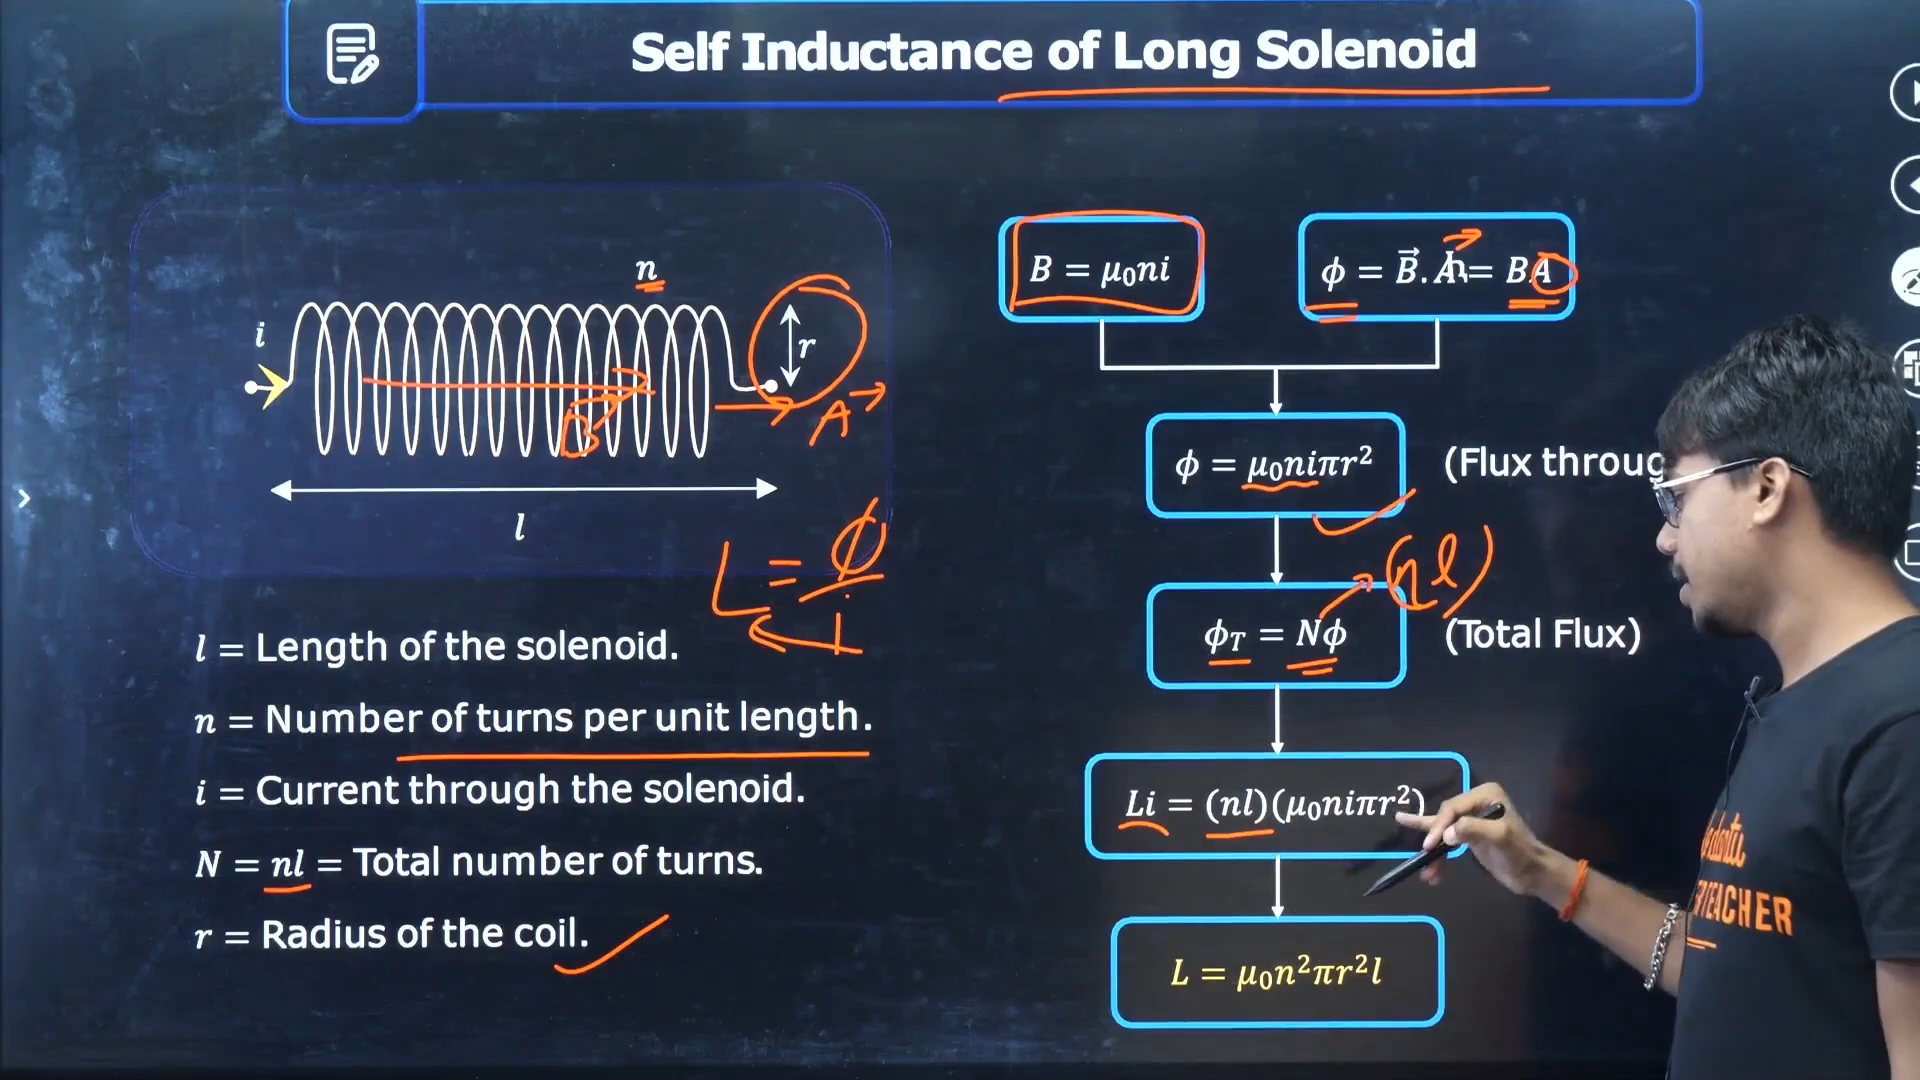 Self Inductance of Long Solenoid
n
i
r
B
A
l
L = ϕ/i
l = Length of the solenoid.
n = Number of turns per unit length.
i = Current through the solenoid.
N = nl = Total number of turns.
r = Radius of the coil.
B = μ₀ni
ϕ = B⃗. A = BA
ϕ = μ₀niπr²
(Flux throug
(nl)
ϕ_T = Nϕ
(Total Flux)
Li = (nl)(μ₀niπr²)
L = μ₀n²πr²l
TEACHER